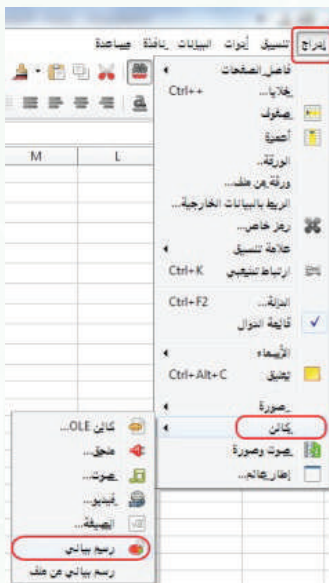 إدراج تنسيق أدوات البيانات نافذة مساعدة
فاصل الصفحات
خلايا... Ctrl++
صفوف
أعمدة
الورقة...
ورقة من ملف...
الربط بالبيانات الخارجية...
رمز خاص...
علامة تنسيق
ارتباط تشعبي Ctrl+K
الدالة... Ctrl+F2
قائمة الدوال
الأسماء
تعليق Ctrl+Alt+C
صورة
كائن
صوت وصورة
إطار عائم...
M L
كائن OLE...
ملحق...
صوت...
فيديو...
الصيغة...
رسم بياني
رسم بياني من ملف